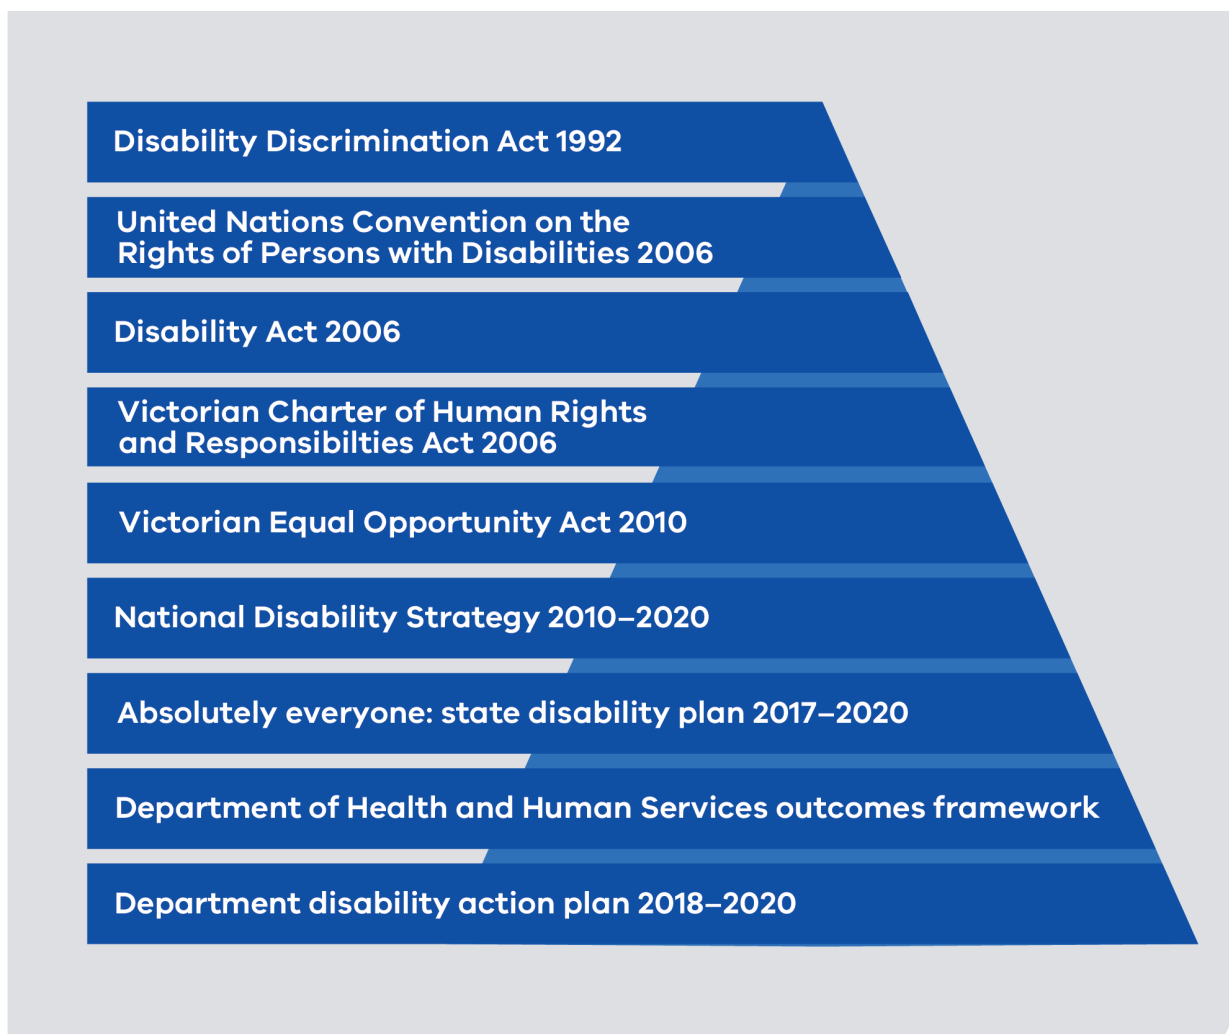 Disability Discrimination Act 1992
United Nations Convention on the
Rights of Persons with Disabilities 2006
Disability Act 2006
Victorian Charter of Human Rights
and Responsibilties Act 2006
Victorian Equal Opportunity Act 2010
National Disability Strategy 2010–2020
Absolutely everyone: state disability plan 2017–2020
Department of Health and Human Services outcomes framework
Department disability action plan 2018–2020